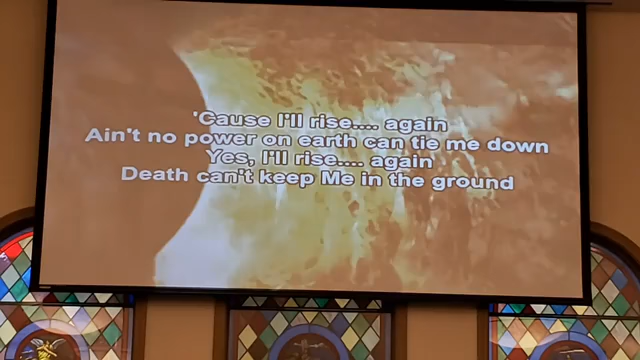 'Cause I'll rise.... again
Ain't no power on earth can tie me down
Yes, I'll rise.... again
Death can't keep Me in the ground